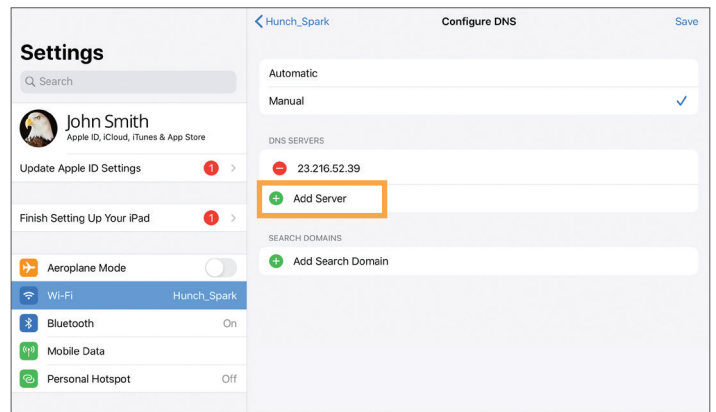 Settings
Search
John Smith
Apple ID, iCloud, iTunes & App Store
Update Apple ID Settings 1
Finish Setting Up Your iPad 1
Aeroplane Mode
Wi-Fi Hunch_Spark
Bluetooth On
Mobile Data
Personal Hotspot Off
Hunch_Spark Configure DNS Save
Automatic
Manual
DNS SERVERS
23.216.52.39
Add Server
SEARCH DOMAINS
Add Search Domain